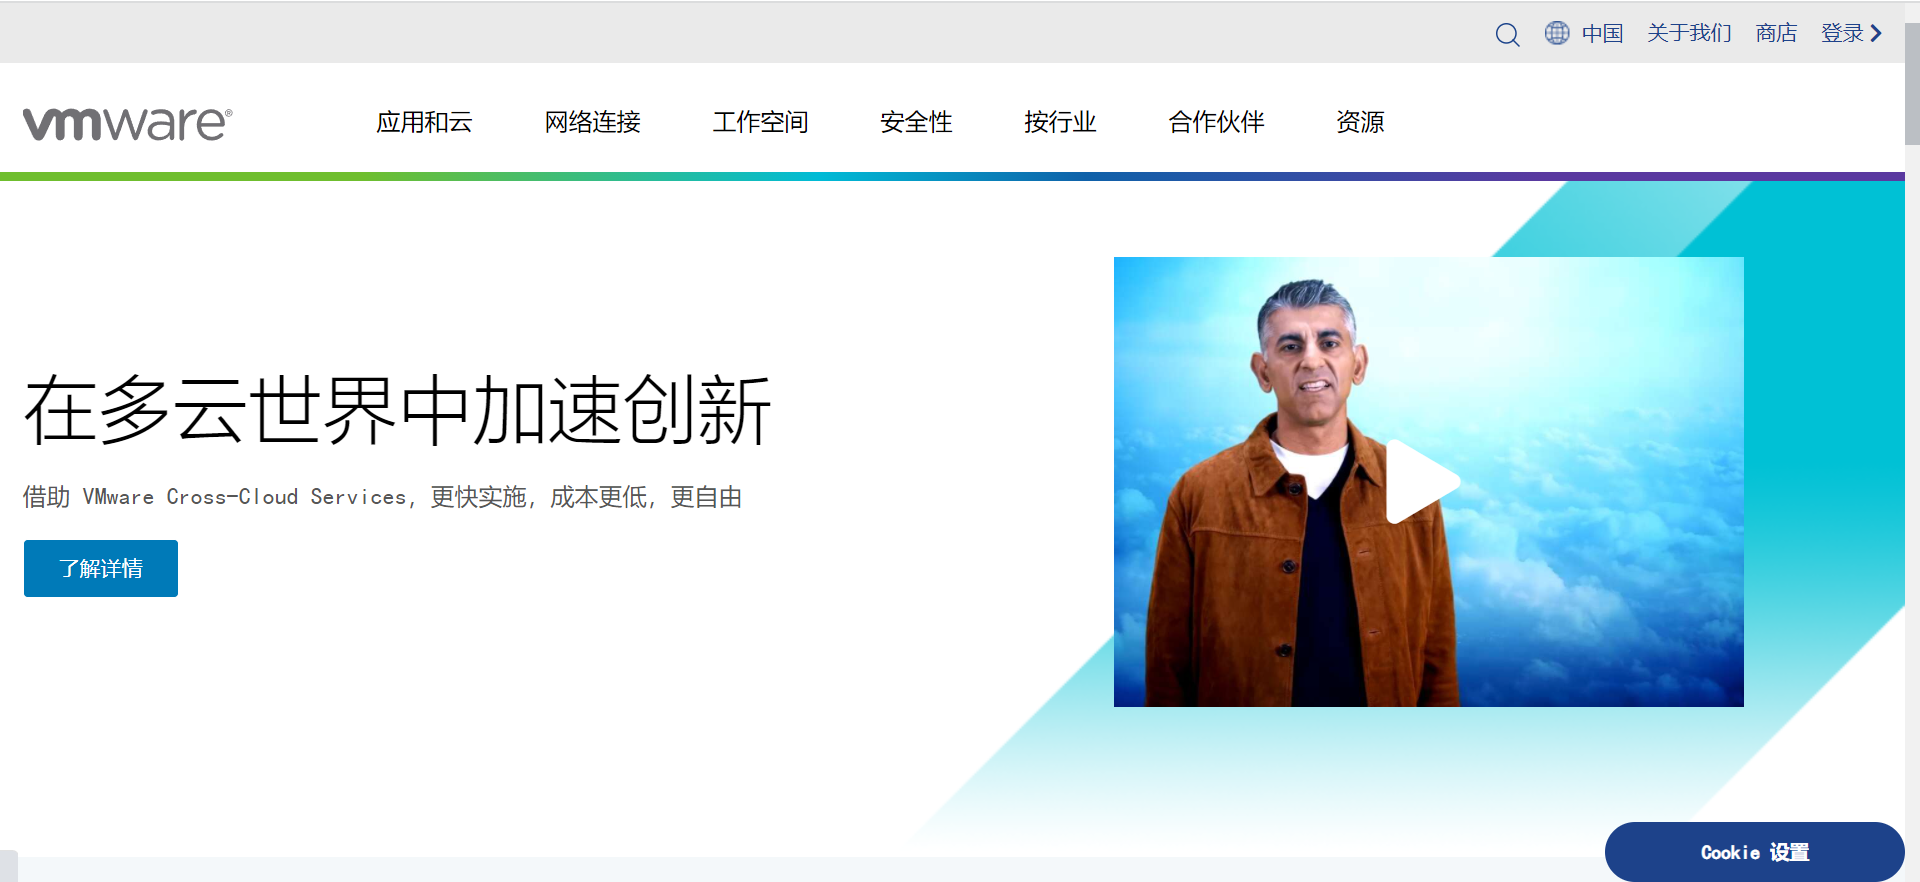 中国 关于我们 商店 登录
vmware® 应用和云 网络连接 工作空间 安全性 按行业 合作伙伴 资源
在多云世界中加速创新
借助 VMware Cross-Cloud Services，更快实施，成本更低，更自由
了解详情
Cookie 设置